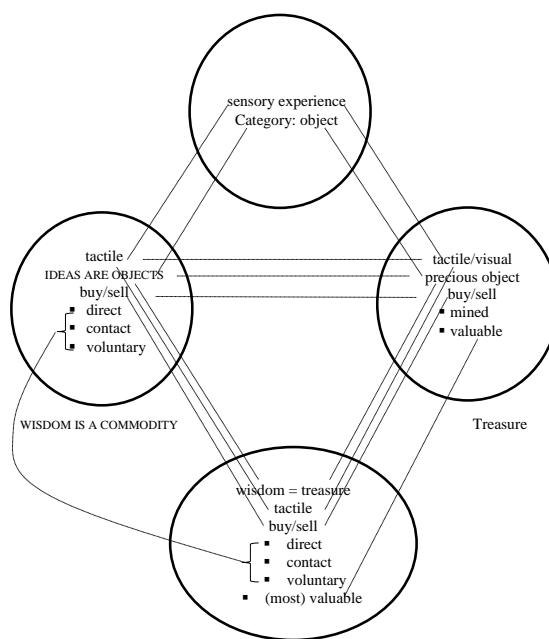 sensory experience
Category: object
tactile
IDEAS ARE OBJECTS
buy/sell
▪ direct
▪ contact
▪ voluntary
WISDOM IS A COMMODITY
tactile/visual
precious object
buy/sell
▪ mined
▪ valuable
Treasure
wisdom = treasure
tactile
buy/sell
▪ direct
▪ contact
▪ voluntary
▪ (most) valuable